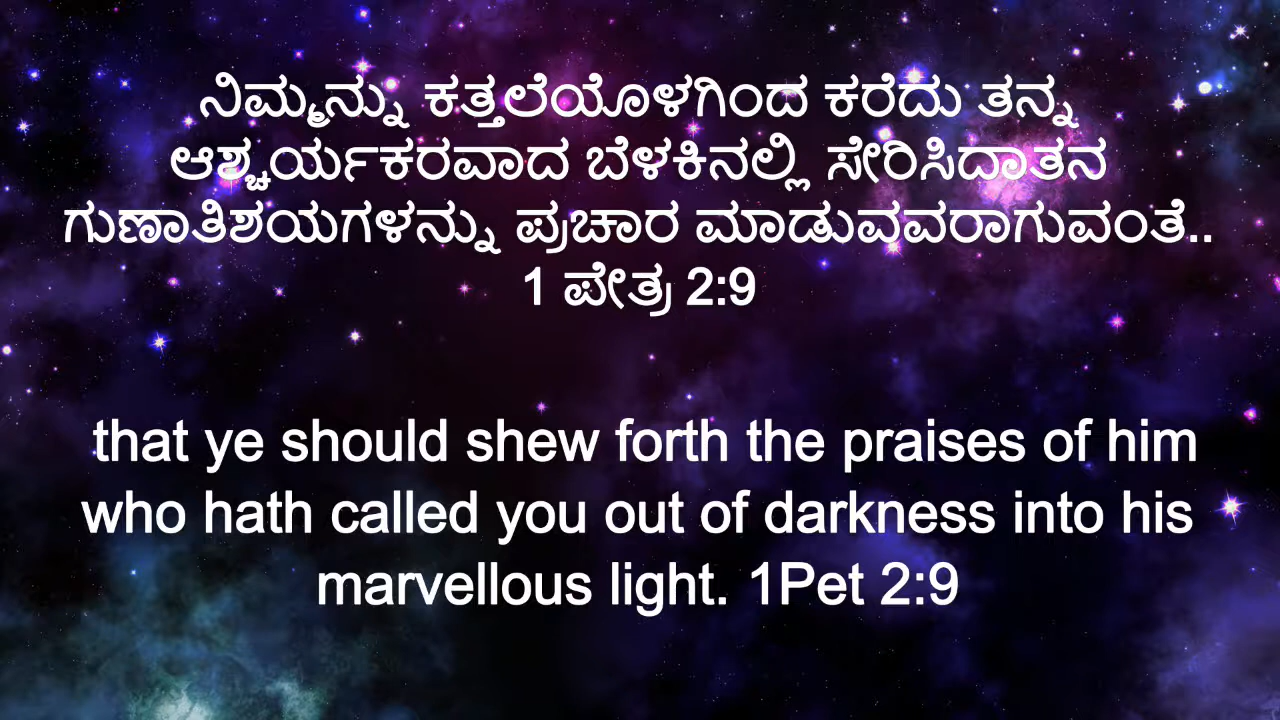 ನಿಮ್ಮನ್ನು ಕತ್ತಲೆಯೊಳಗಿಂದ ಕರೆದು ತನ್ನ
ಆಶ್ಚರ್ಯಕರವಾದ ಬೆಳಕಿನಲ್ಲಿ ಸೇರಿಸಿದಾತನ
ಗುಣಾತಿಶಯಗಳನ್ನು ಪ್ರಚಾರ ಮಾಡುವವರಾಗುವಂತೆ..
1 ಪೇತ್ರ 2:9
that ye should shew forth the praises of him
who hath called you out of darkness into his
marvellous light. 1Pet 2:9